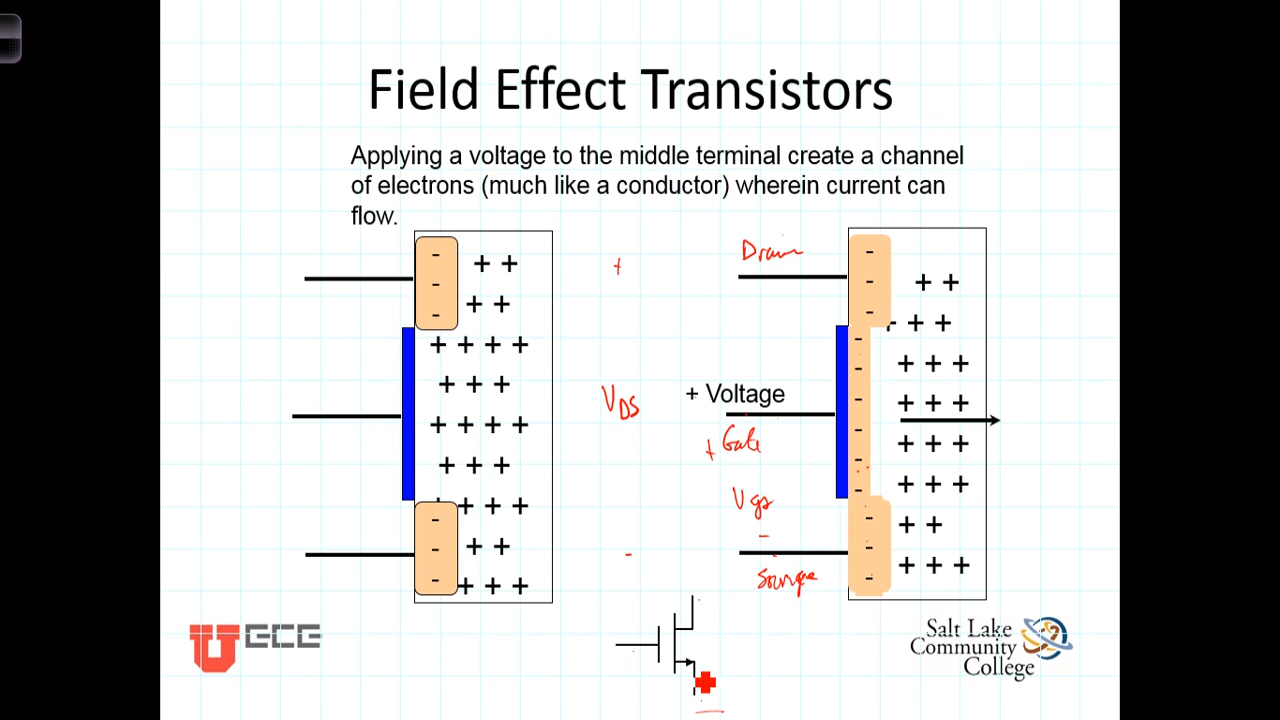 Field Effect Transistors
Applying a voltage to the middle terminal create a channel
of electrons (much like a conductor) wherein current can
flow.
-
-
-
+ +
+ +
+ + + +
+ + +
+ + + +
+ + +
+ + + +
-
-
-
+ +
+ + +
+
VDS
-
Drain
+ Voltage
+ Gate
Vgs
-
Source
-
-
-
-
-
-
-
-
-
-
-
-
+ +
+ + +
+ + +
+ + +
+ + +
+ + +
+ +
+ + +
U ECE
Salt Lake
Community
College